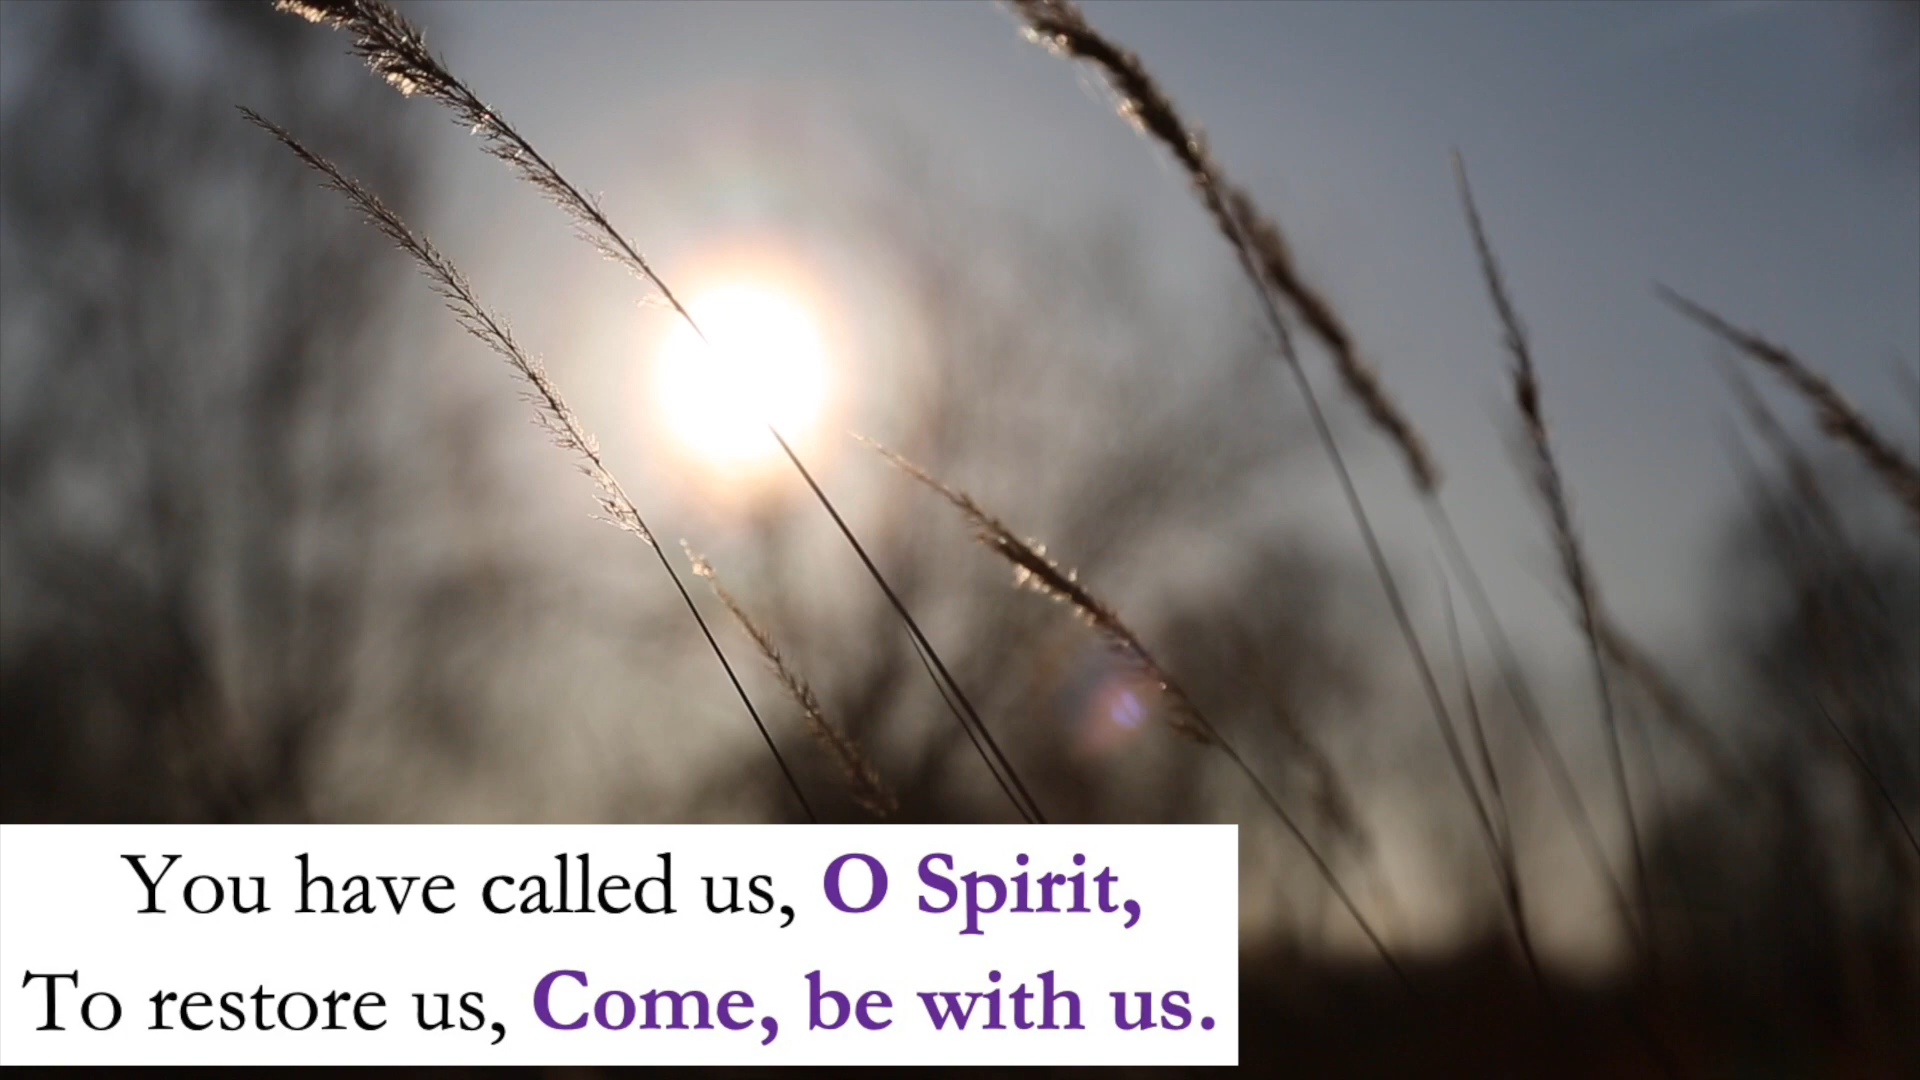 You have called us, O Spirit,
To restore us, Come, be with us.